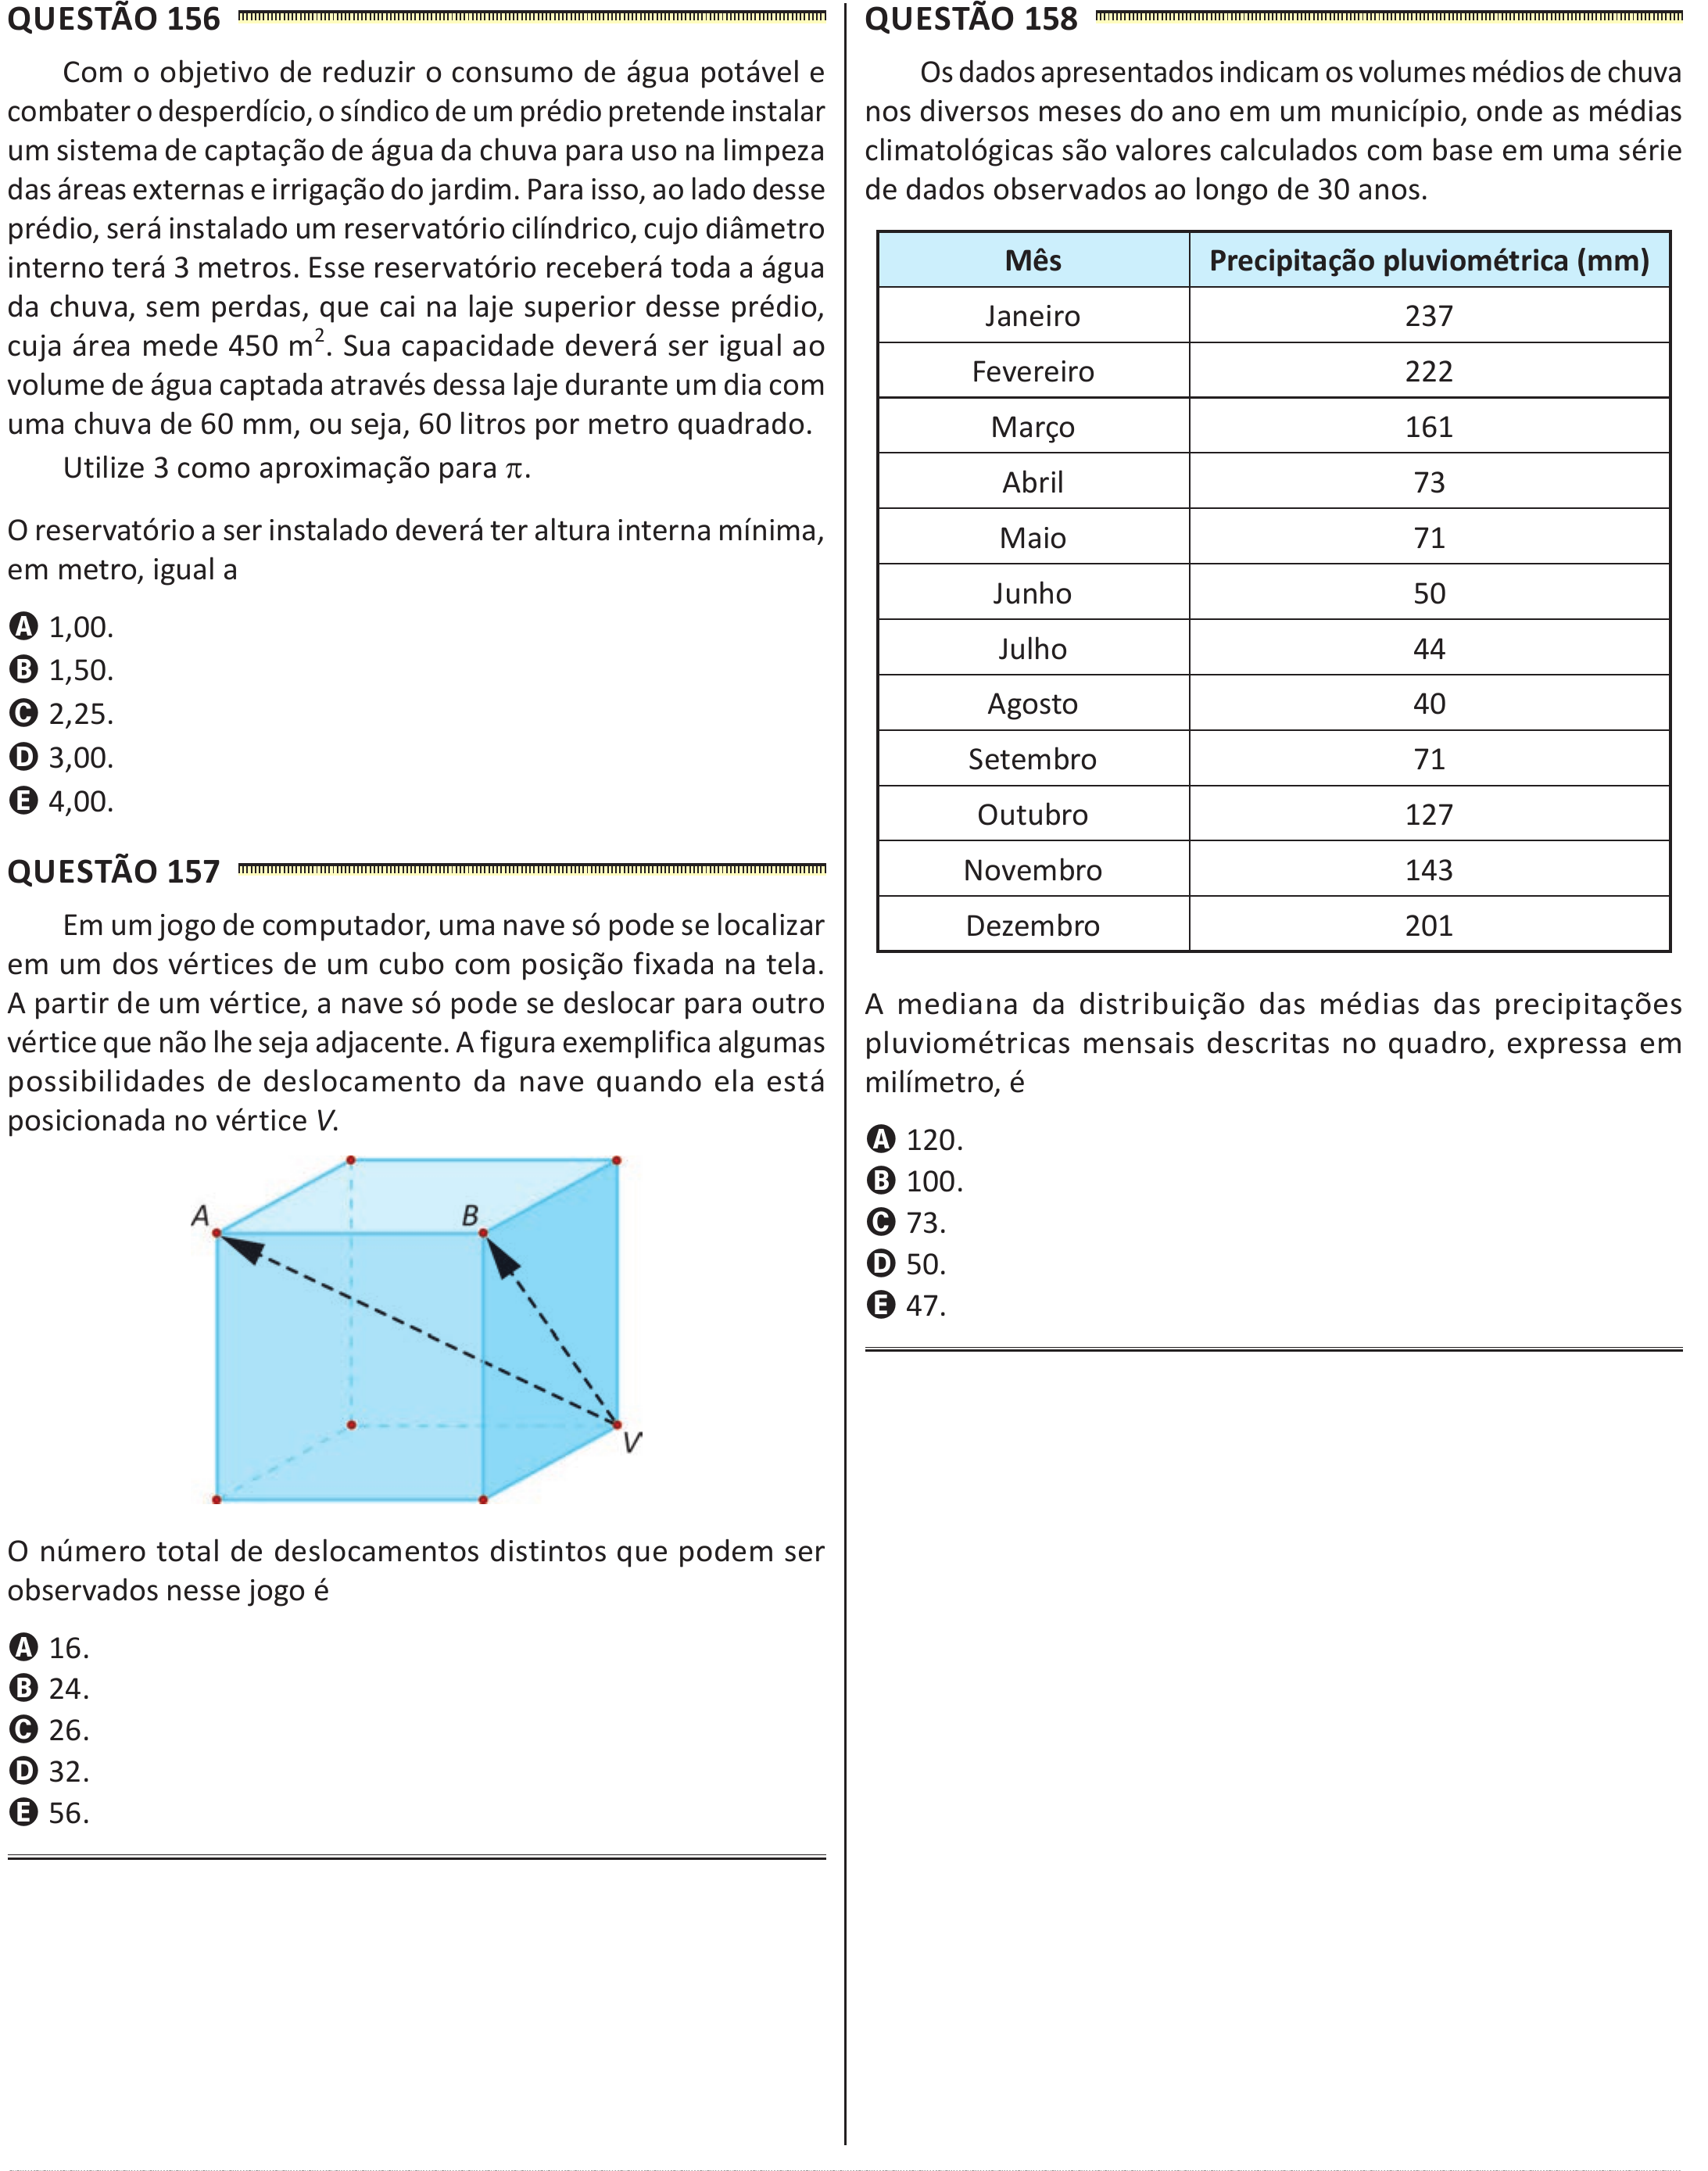 QUESTÃO 156
Com o objetivo de reduzir o consumo de água potável e
combater o desperdício, o síndico de um prédio pretende instalar
um sistema de captação de água da chuva para uso na limpeza
das áreas externas e irrigação do jardim. Para isso, ao lado desse
prédio, será instalado um reservatório cilíndrico, cujo diâmetro
interno terá 3 metros. Esse reservatório receberá toda a água
da chuva, sem perdas, que cai na laje superior desse prédio,
cuja área mede 450 m². Sua capacidade deverá ser igual ao
volume de água captada através dessa laje durante um dia com
uma chuva de 60 mm, ou seja, 60 litros por metro quadrado.
Utilize 3 como aproximação para π.
O reservatório a ser instalado deverá ter altura interna mínima,
em metro, igual a
A 1,00.
B 1,50.
C 2,25.
D 3,00.
E 4,00.
QUESTÃO 157
Em um jogo de computador, uma nave só pode se localizar
em um dos vértices de um cubo com posição fixada na tela.
A partir de um vértice, a nave só pode se deslocar para outro
vértice que não lhe seja adjacente. A figura exemplifica algumas
possibilidades de deslocamento da nave quando ela está
posicionada no vértice V.
A
B
V
O número total de deslocamentos distintos que podem ser
observados nesse jogo é
A 16.
B 24.
C 26.
D 32.
E 56.
QUESTÃO 158
Os dados apresentados indicam os volumes médios de chuva
nos diversos meses do ano em um município, onde as médias
climatológicas são valores calculados com base em uma série
de dados observados ao longo de 30 anos.
Mês Precipitação pluviométrica (mm)
Janeiro 237
Fevereiro 222
Março 161
Abril 73
Maio 71
Junho 50
Julho 44
Agosto 40
Setembro 71
Outubro 127
Novembro 143
Dezembro 201
A mediana da distribuição das médias das precipitações
pluviométricas mensais descritas no quadro, expressa em
milímetro, é
A 120.
B 100.
C 73.
D 50.
E 47.